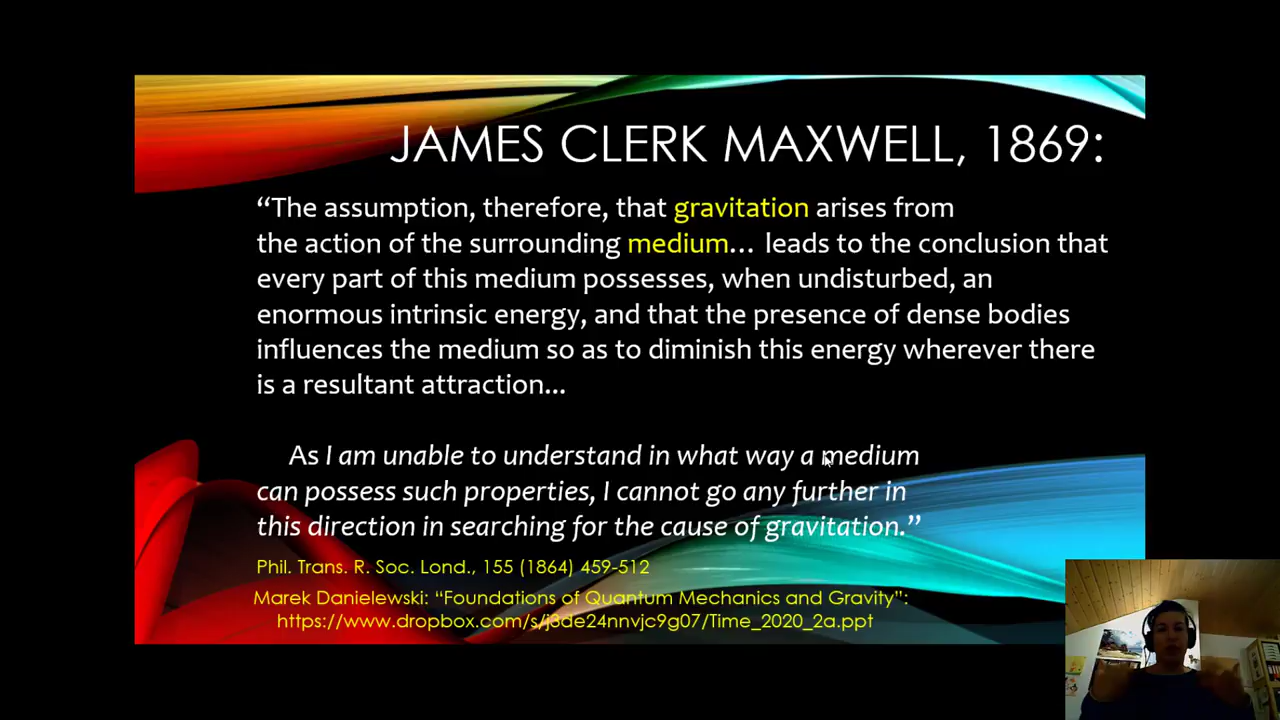 JAMES CLERK MAXWELL, 1869:
“The assumption, therefore, that gravitation arises from
the action of the surrounding medium… leads to the conclusion that
every part of this medium possesses, when undisturbed, an
enormous intrinsic energy, and that the presence of dense bodies
influences the medium so as to diminish this energy wherever there
is a resultant attraction...
As I am unable to understand in what way a medium
can possess such properties, I cannot go any further in
this direction in searching for the cause of gravitation.”
Phil. Trans. R. Soc. Lond., 155 (1864) 459-512
Marek Danielewski: “Foundations of Quantum Mechanics and Gravity”:
https://www.dropbox.com/s/j3de24nnvjc9g07/Time_2020_2a.ppt